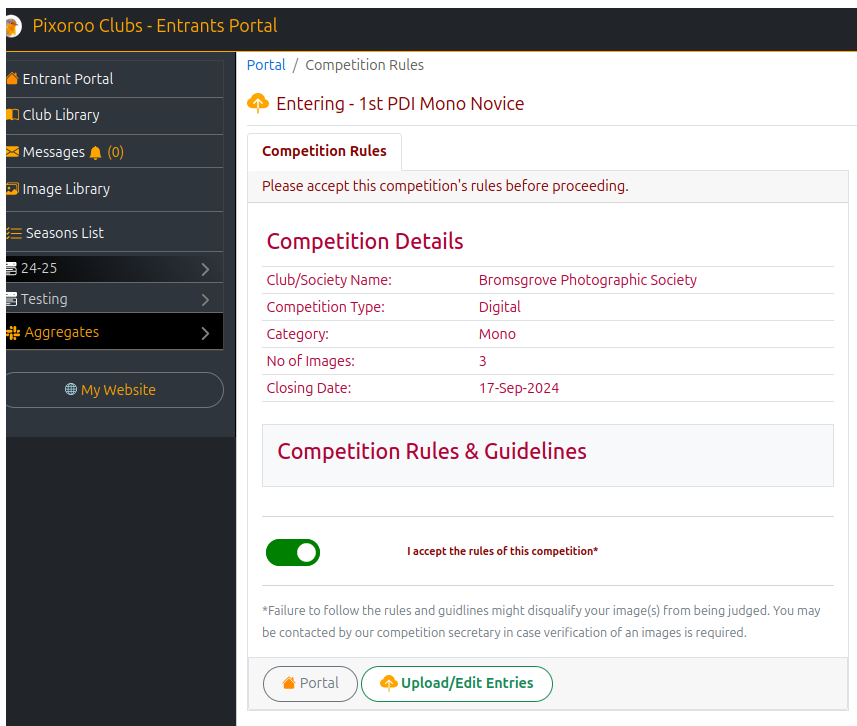 Pixoroo Clubs - Entrants Portal
Entrant Portal
Club Library
Messages (0)
Image Library
Seasons List
24-25
Testing
Aggregates
My Website
Portal / Competition Rules
Entering - 1st PDI Mono Novice
Competition Rules
Please accept this competition's rules before proceeding.
Competition Details
Club/Society Name: Bromsgrove Photographic Society
Competition Type: Digital
Category: Mono
No of Images: 3
Closing Date: 17-Sep-2024
Competition Rules & Guidelines
I accept the rules of this competition*
*Failure to follow the rules and guidlines might disqualify your image(s) from being judged. You may
be contacted by our competition secretary in case verification of an images is required.
Portal
Upload/Edit Entries